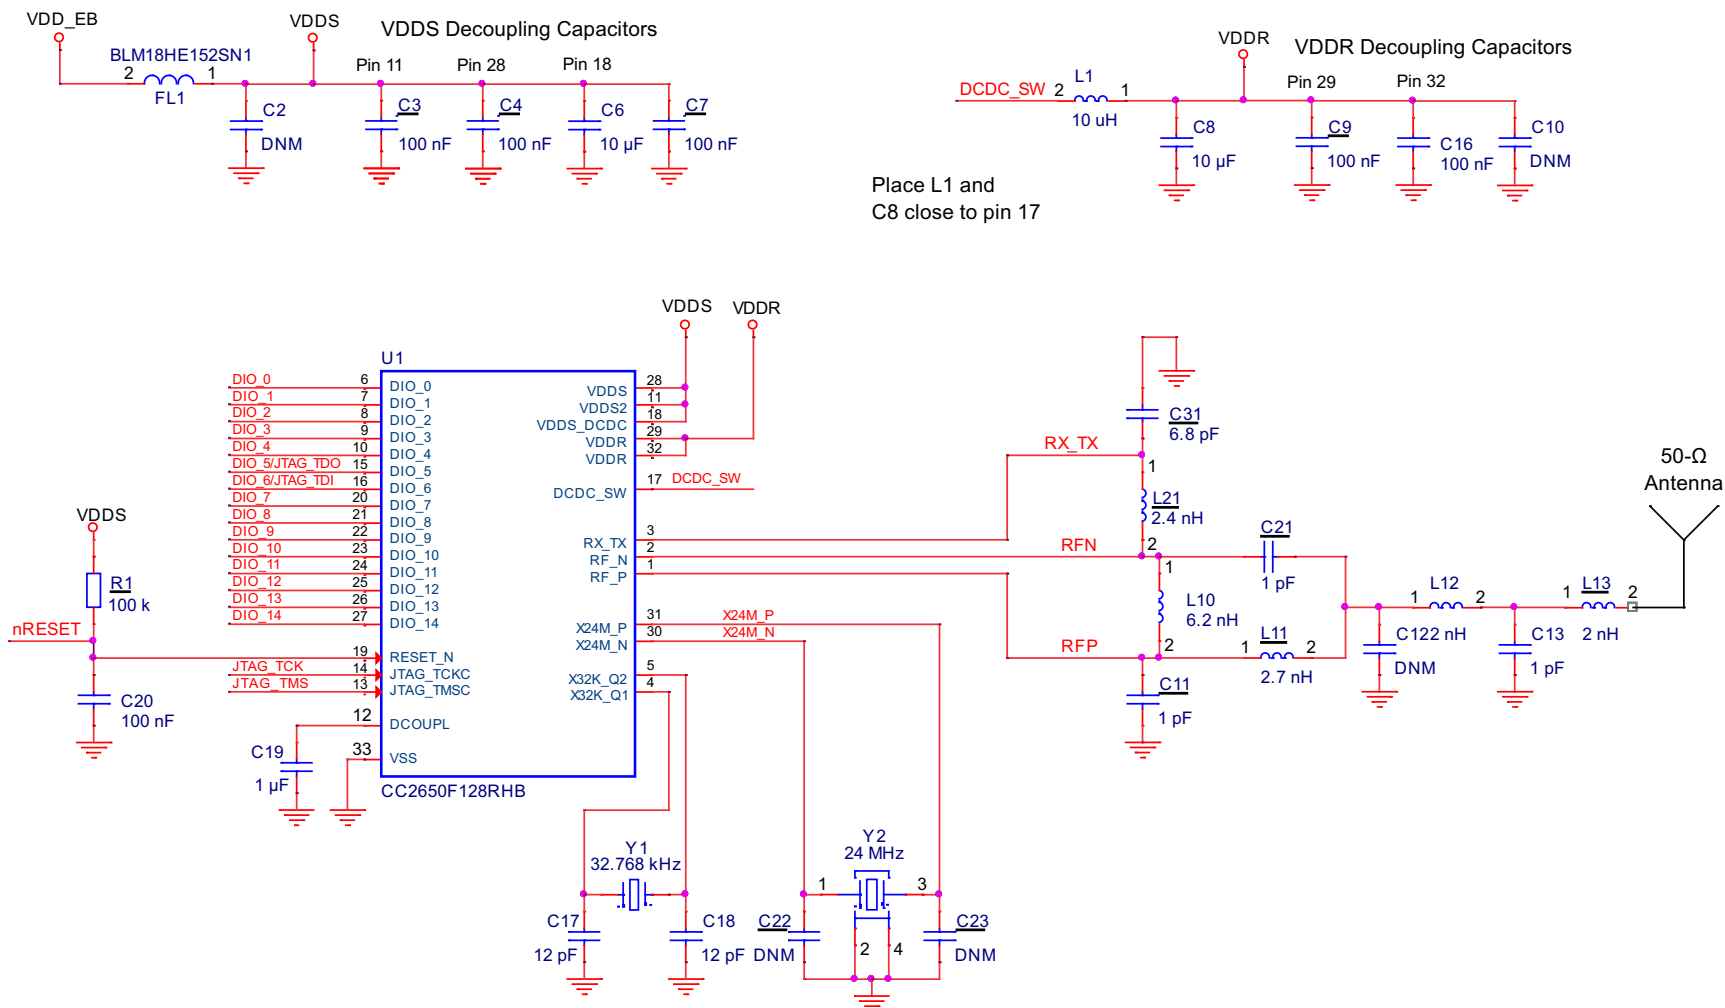 VDD_EB
VDDS
VDDS Decoupling Capacitors
BLM18HE152SN1
2
1
FL1
Pin 11
Pin 28
Pin 18
C2
DNM
C3
100 nF
C4
100 nF
C6
10 µF
C7
100 nF
VDDR
VDDR Decoupling Capacitors
DCDC_SW
2
L1
1
10 uH
Pin 29
Pin 32
C8
10 µF
C9
100 nF
C16
100 nF
C10
DNM
Place L1 and
C8 close to pin 17
VDDS
VDDR
U1
DIO_0
6
DIO_0
DIO_1
7
DIO_1
DIO_2
8
DIO_2
DIO_3
9
DIO_3
DIO_4
10
DIO_4
DIO_5/JTAG_TDO
15
DIO_5
DIO_6/JTAG_TDI
16
DIO_6
DIO_7
20
DIO_7
DIO_8
21
DIO_8
DIO_9
22
DIO_9
DIO_10
23
DIO_10
DIO_11
24
DIO_11
DIO_12
25
DIO_12
DIO_13
26
DIO_13
DIO_14
27
DIO_14
VDDS
R1
100 k
nRESET
19
RESET_N
JTAG_TCK
14
JTAG_TCKC
JTAG_TMS
13
JTAG_TMSC
C20
100 nF
12
DCOUPL
C19
1 µF
33
VSS
CC2650F128RHB
VDDS
28
VDDS2
11
VDDS_DCDC
18
VDDR
29
VDDR
32
DCDC_SW
17
DCDC_SW
RX_TX
3
RF_N
2
RF_P
1
X24M_P
31
X24M_P
X24M_N
30
X24M_N
X32K_Q2
5
X32K_Q1
4
C31
6.8 pF
RX_TX
1
L21
2.4 nH
2
RFN
1
L10
6.2 nH
2
RFP
C21
1 pF
1
L11
2
2.7 nH
C11
1 pF
50-Ω
Antenna
1
L12
2
C122 nH
DNM
C13
1 pF
1
L13
2
2 nH
Y1
32.768 kHz
C17
12 pF
C18
12 pF
Y2
24 MHz
1
3
C22
DNM
2
4
C23
DNM